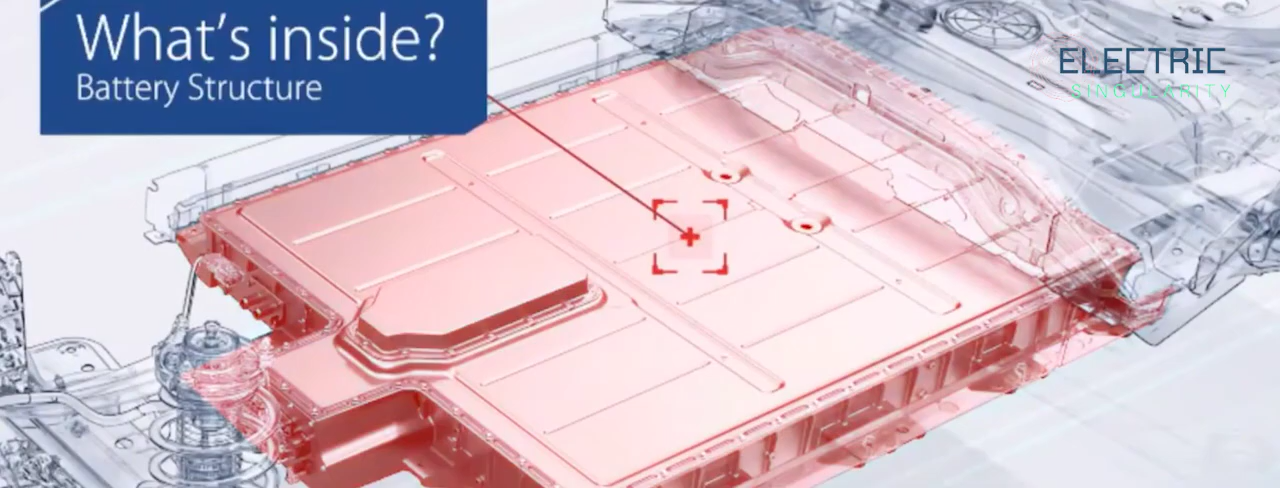 What's inside?
Battery Structure
ELECTRIC
SINGULARITY